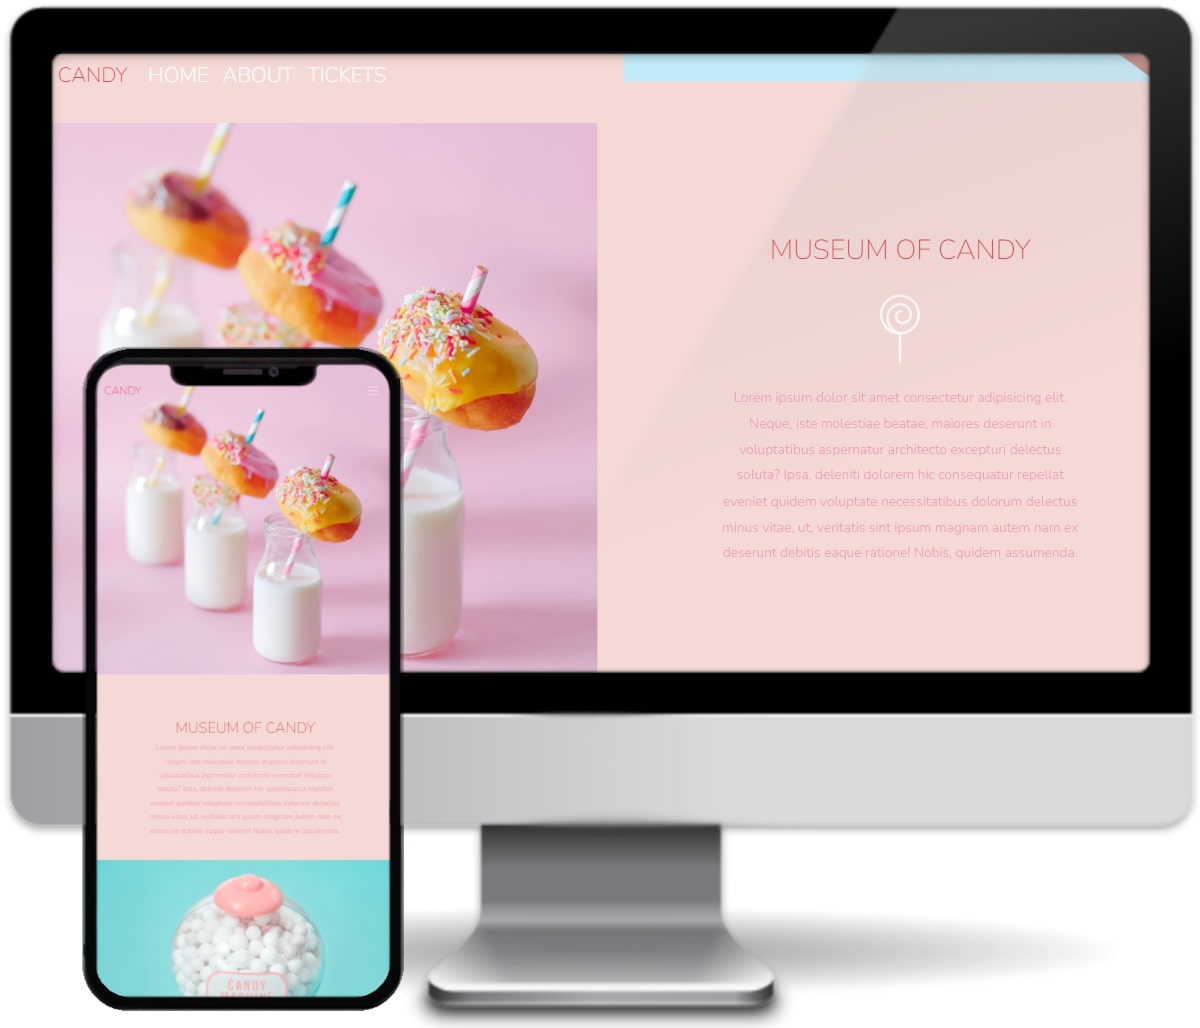 CANDY HOME ABOUT TICKETS
MUSEUM OF CANDY
Lorem ipsum dolor sit amet consectetur adipisicing elit.
Neque, iste molestiae beatae, maiores deserunt in
voluptatibus aspernatur architecto excepturi delectus
soluta? Ipsa, deleniti dolorem hic consequatur repellat
eveniet quidem voluptate necessitatibus dolorum delectus
minus vitae, ut, veritatis sint ipsum magnam autem nam ex
deserunt debitis eaque ratione! Nobis, quidem assumenda.
CANDY
MUSEUM OF CANDY
Lorem ipsum dolor sit amet consectetur adipisicing elit.
Neque, iste molestiae beatae, maiores deserunt in
voluptatibus aspernatur architecto excepturi delectus
soluta? Ipsa, deleniti dolorem hic consequatur repellat
eveniet quidem voluptate necessitatibus dolorum delectus
minus vitae, ut, veritatis sint ipsum magnam autem nam ex
deserunt debitis eaque ratione! Nobis, quidem assumenda.
CANDY
MACHINE